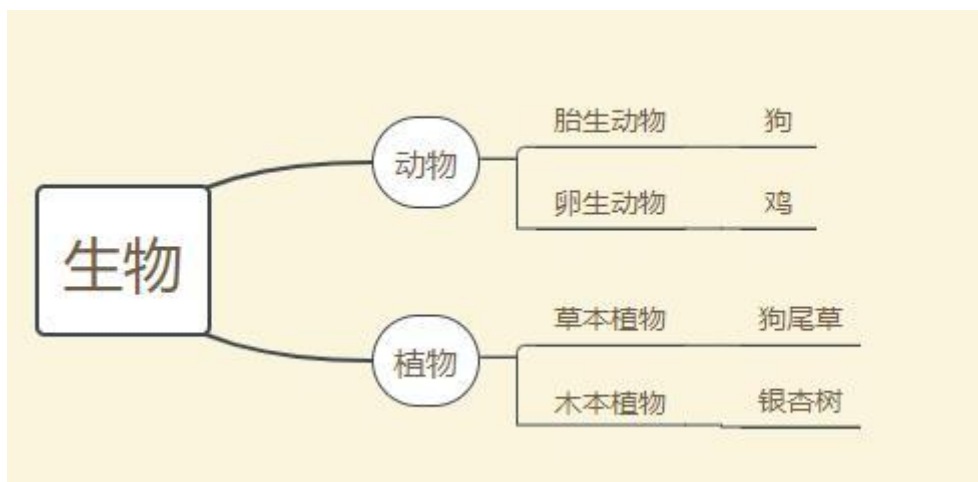 生物
动物
胎生动物 狗
卵生动物 鸡
植物
草本植物 狗尾草
木本植物 银杏树